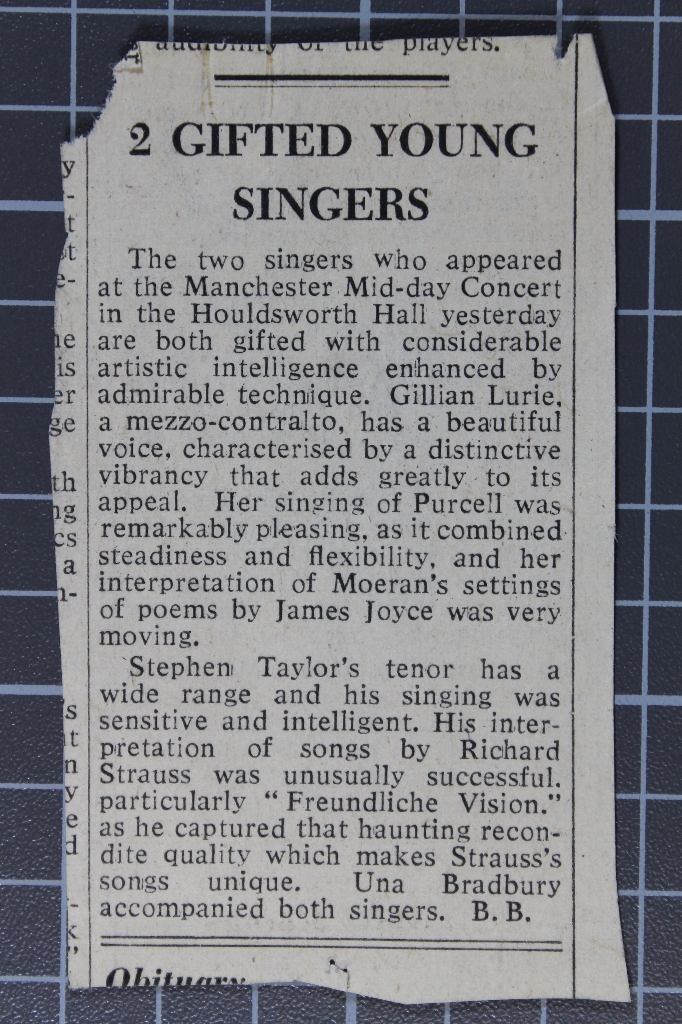 audibility of the players.
2 GIFTED YOUNG
SINGERS
The two singers who appeared
at the Manchester Mid-day Concert
in the Houldsworth Hall yesterday
are both gifted with considerable
artistic intelligence enhanced by
admirable technique. Gillian Lurie,
a mezzo-contralto, has a beautiful
voice, characterised by a distinctive
vibrancy that adds greatly to its
appeal. Her singing of Purcell was
remarkably pleasing, as it combined
steadiness and flexibility, and her
interpretation of Moeran's settings
of poems by James Joyce was very
moving.
Stephen Taylor's tenor has a
wide range and his singing was
sensitive and intelligent. His inter-
pretation of songs by Richard
Strauss was unusually successful,
particularly "Freundliche Vision,"
as he captured that haunting recon-
dite quality which makes Strauss's
songs unique. Una Bradbury
accompanied both singers. B. B.
Obituary